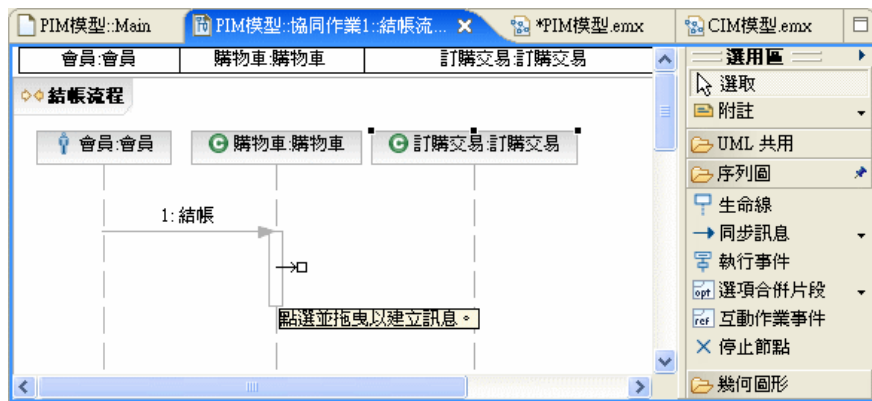 PIM模型::Main
PIM模型::協同作業1::結帳流...
*PIM模型.emx
CIM模型.emx
會員:會員
購物車:購物車
訂購交易:訂購交易
結帳流程
會員:會員
購物車:購物車
訂購交易:訂購交易
1: 結帳
點選並拖曳以建立訊息。
選用區
選取
附註
UML 共用
序列圖
生命線
同步訊息
執行事件
opt 選項合併片段
ref 互動作業事件
停止節點
幾何圖形